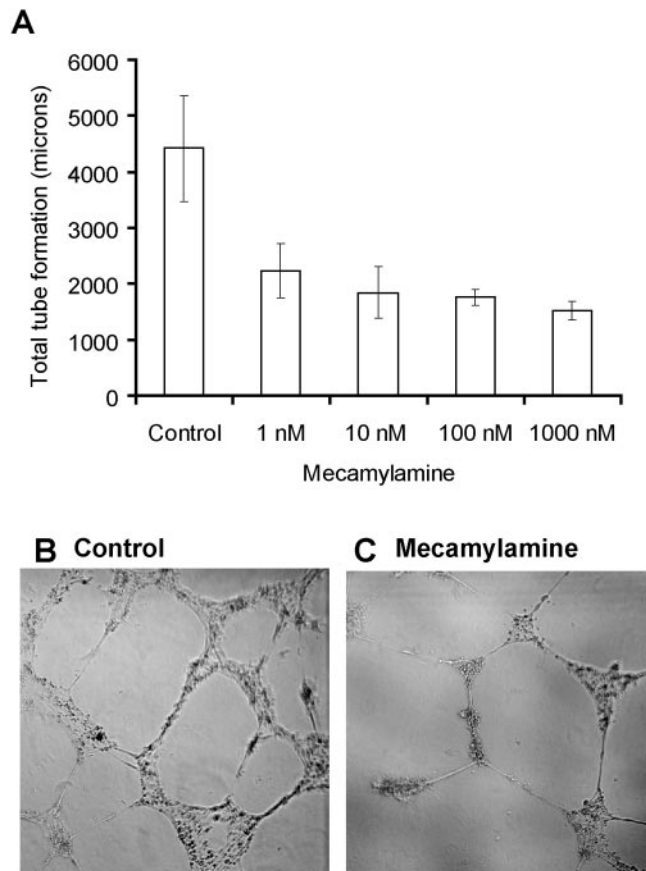 A
Total tube formation (microns)
6000
5000
4000
3000
2000
1000
0
Control 1 nM 10 nM 100 nM 1000 nM
Mecamylamine
B Control
C Mecamylamine